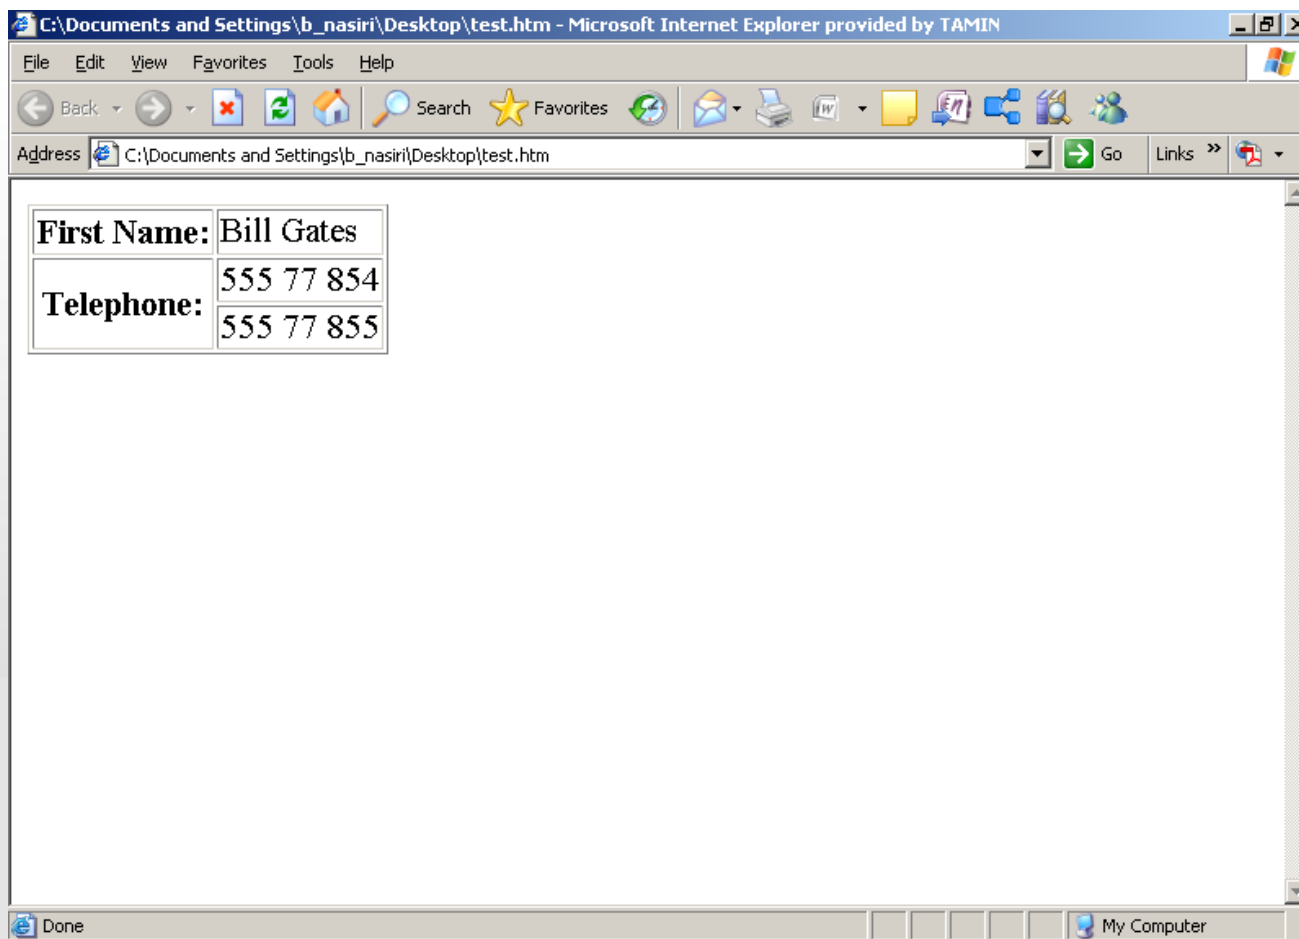 C:\Documents and Settings\b_nasiri\Desktop\test.htm - Microsoft Internet Explorer provided by TAMIN
File Edit View Favorites Tools Help
Back Search Favorites
Address C:\Documents and Settings\b_nasiri\Desktop\test.htm Go Links »
First Name: Bill Gates
Telephone: 555 77 854
555 77 855
Done My Computer